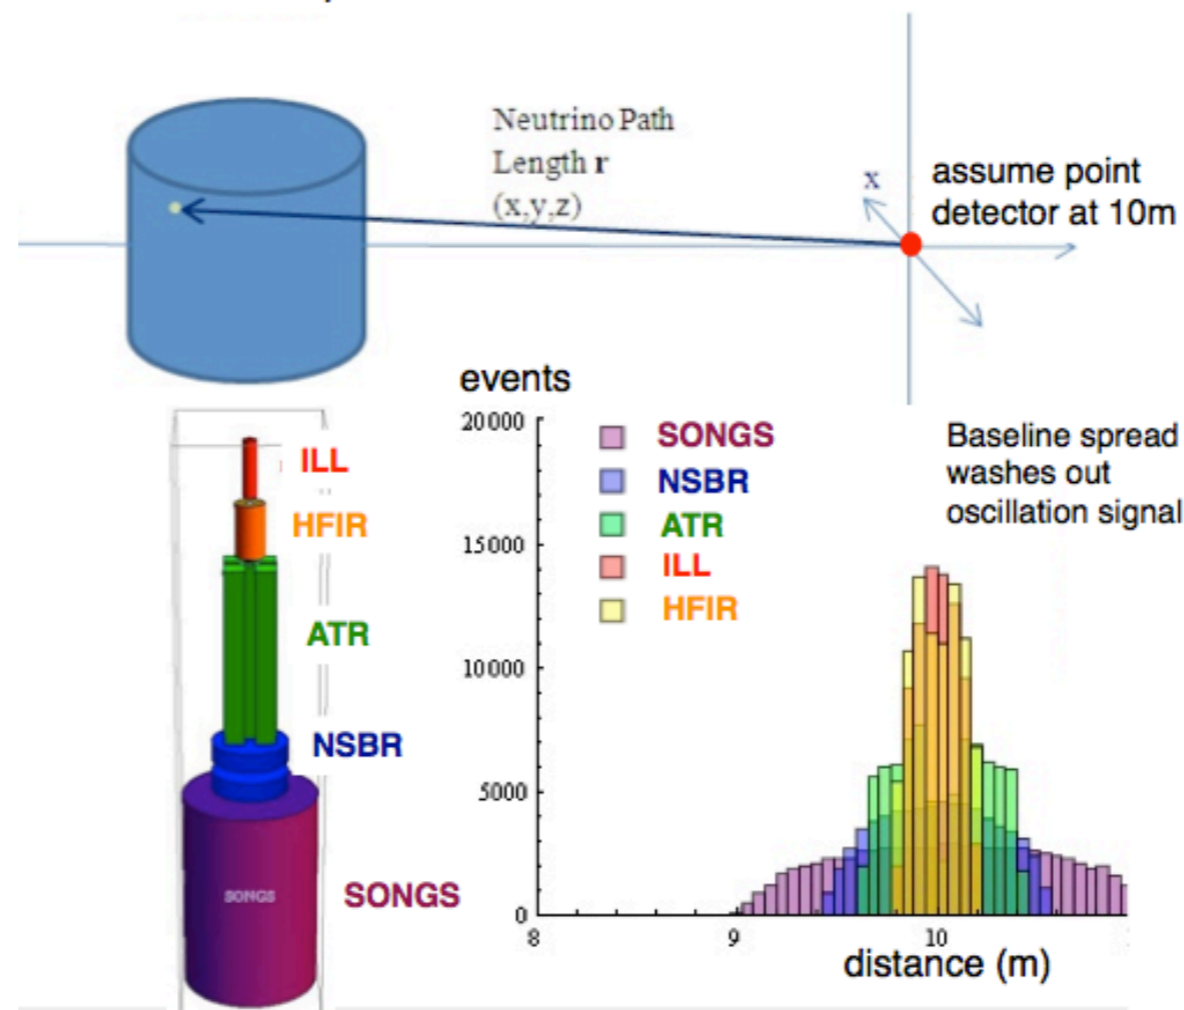 Neutrino Path
Length r
(x,y,z)
x
assume point
detector at 10m
ILL
HFIR
ATR
NSBR
SONGS
SONGS
events
20000
15000
10000
5000
0
8
9
10
distance (m)
SONGS
NSBR
ATR
ILL
HFIR
Baseline spread
washes out
oscillation signal